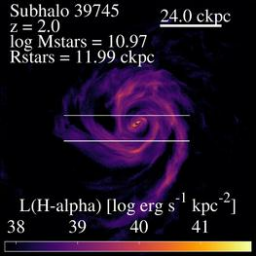 Subhalo 39745
z = 2.0
log Mstars = 10.97
Rstars = 11.99 ckpc
24.0 ckpc
L(H-alpha) [log erg s⁻¹ kpc⁻²]
38 39 40 41